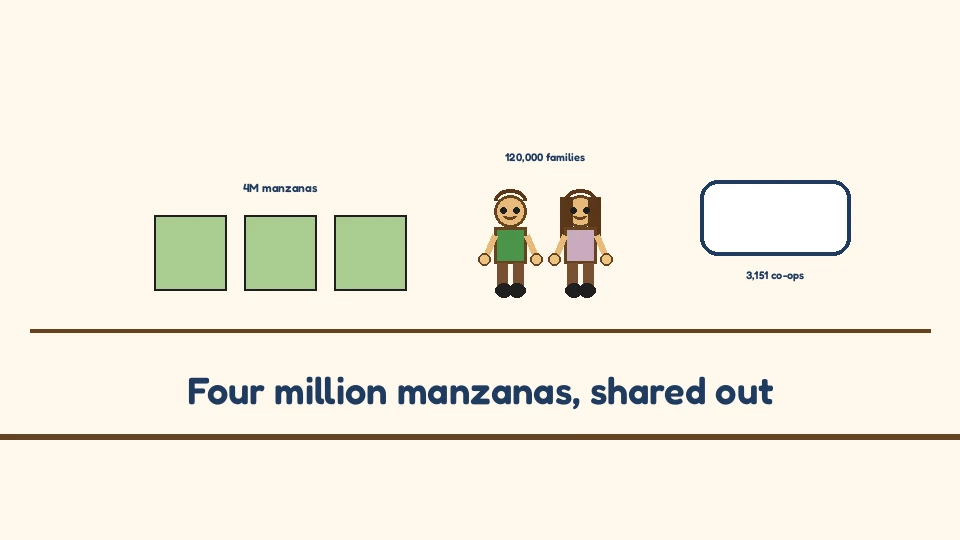 120,000 families
4M manzanas
3,151 co-ops
Four million manzanas, shared out